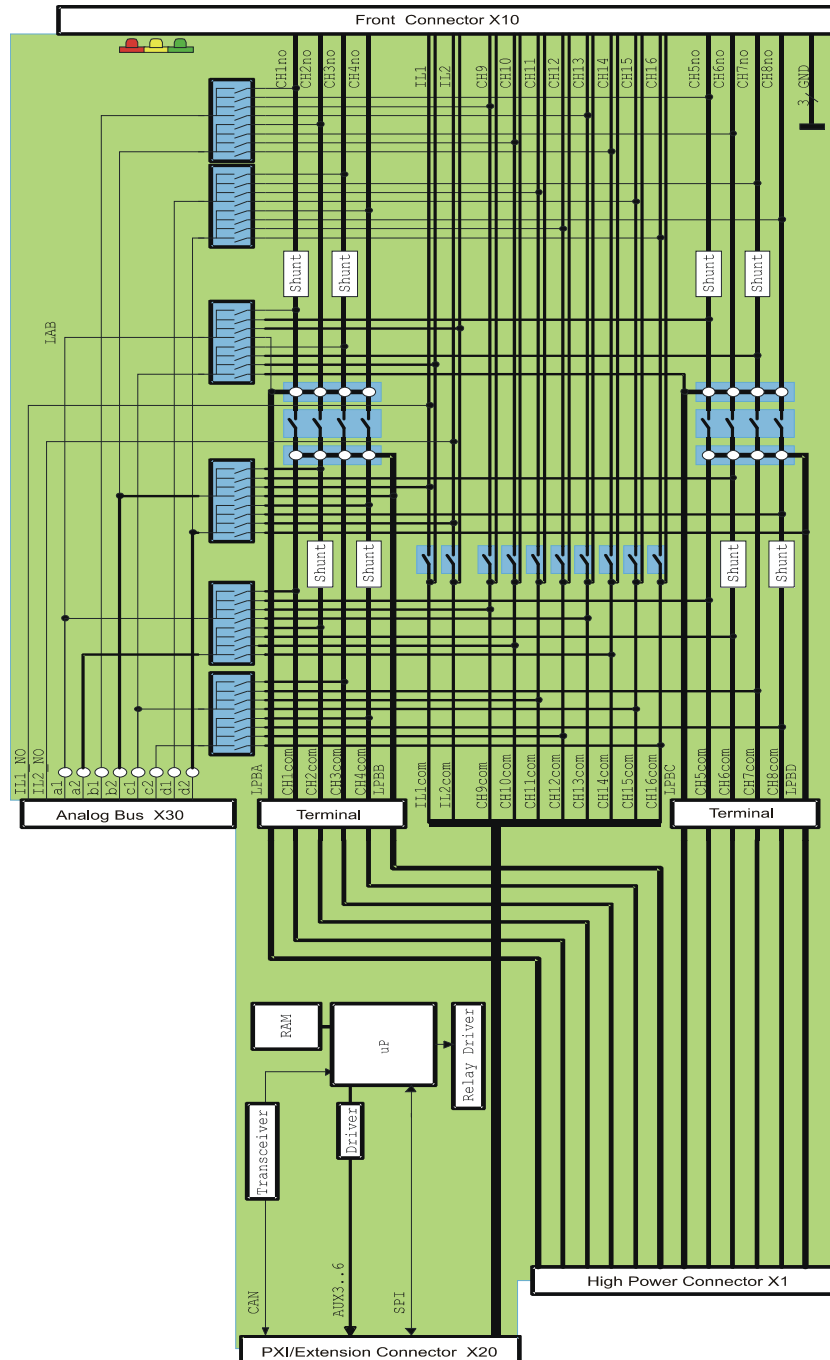 Front Connector X10
CH1no
CH2no
CH3no
CH4no
IL1
IL2
CH9
CH10
CH11
CH12
CH13
CH14
CH15
CH16
CH5no
CH6no
CH7no
CH8no
3,GND
Shunt
Shunt
Shunt
Shunt
LAB
Shunt
Shunt
Shunt
Shunt
IL1_NO
IL2_NO
a1
a2
b1
b2
c1
c2
d1
d2
LPBA
CH1com
CH2com
CH3com
CH4com
LPBB
IL1com
IL2com
CH9com
CH10com
CH11com
CH12com
CH13com
CH14com
CH15com
CH16com
LPBC
CH5com
CH6com
CH7com
CH8com
LPBD
Analog Bus X30
Terminal
Terminal
RAM
uP
Relay Driver
Transceiver
Driver
CAN
AUX3..6
SPI
High Power Connector X1
PXI/Extension Connector X20